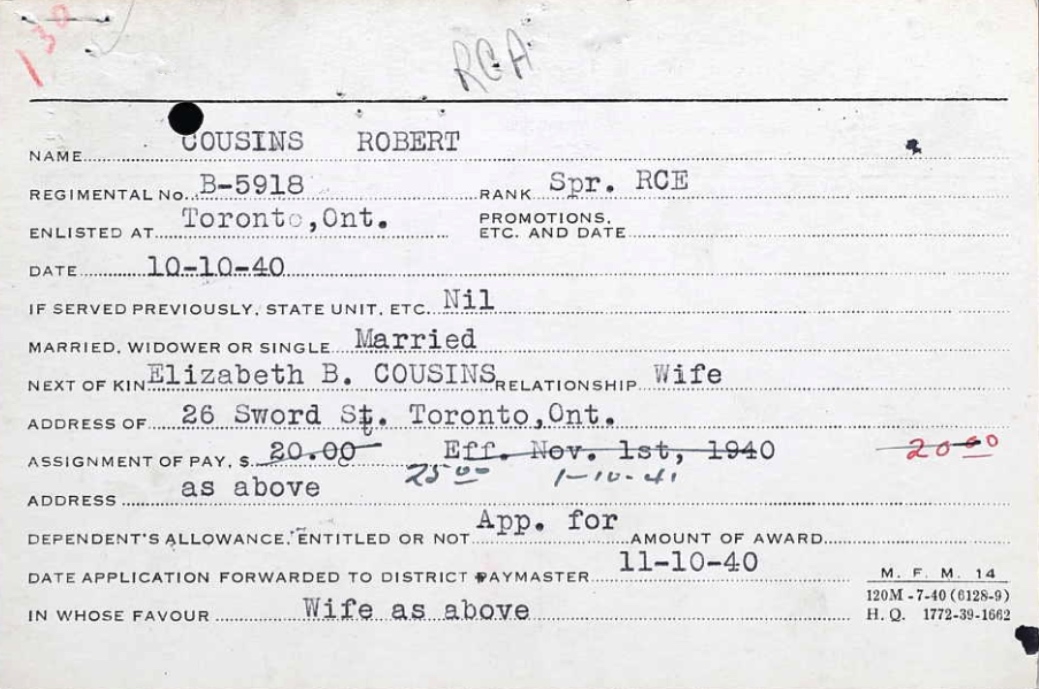 130
RCA
NAME COUSINS ROBERT
REGIMENTAL No. B-5918 RANK Spr. RCE
ENLISTED AT Toronto,Ont. PROMOTIONS, ETC. AND DATE
DATE 10-10-40
IF SERVED PREVIOUSLY, STATE UNIT, ETC. Nil
MARRIED, WIDOWER OR SINGLE Married
NEXT OF KIN Elizabeth B. COUSINS RELATIONSHIP Wife
ADDRESS OF 26 Sword St. Toronto,Ont.
ASSIGNMENT OF PAY, $ 20.00 Eff. Nov. 1st, 1940 20 00
25 00 1-10-41
ADDRESS as above
DEPENDENT'S ALLOWANCE, ENTITLED OR NOT App. for AMOUNT OF AWARD
DATE APPLICATION FORWARDED TO DISTRICT PAYMASTER 11-10-40
IN WHOSE FAVOUR Wife as above
M. F. M. 14
120M-7-40 (6128-9)
H. Q. 1772-39-1662